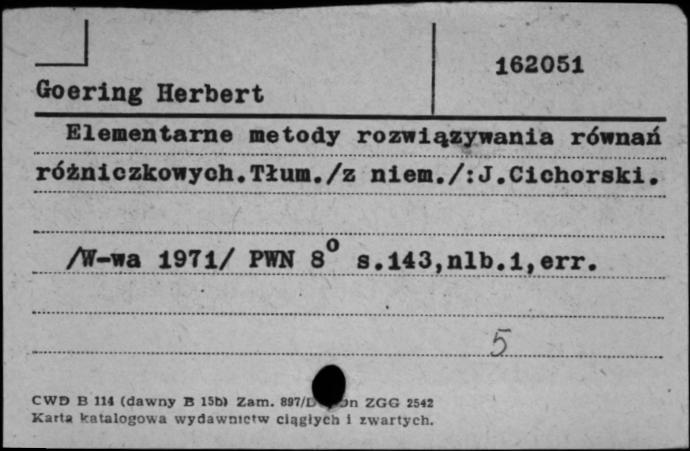 162051
Goering Herbert
Elementarne metody rozwiązywania równań
różniczkowych.Tłum./z niem./:J.Cichorski.
/W-wa 1971/ PWN 8° s.143,nlb.1,err.
5
CWD B 114 (dawny B 15b) Zam. ZGG 2542
Karta katalogowa wydawnictw ciągłych i zwartych.